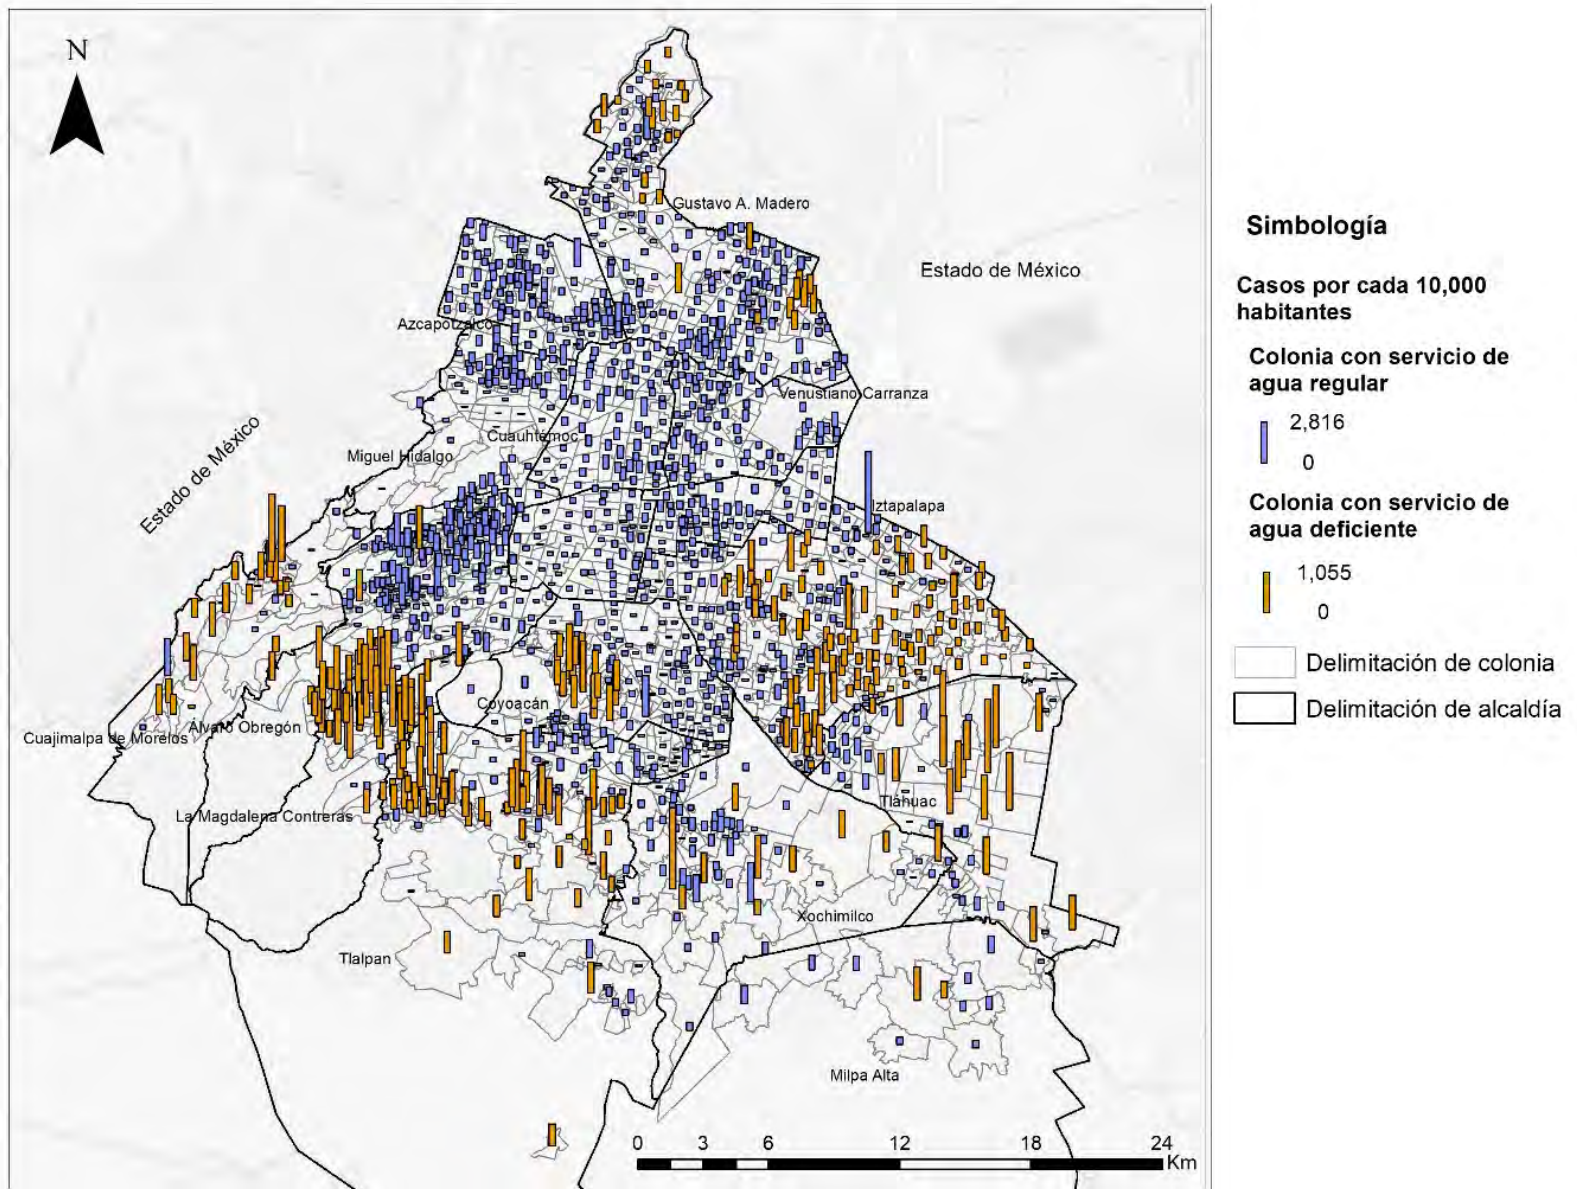 N
Gustavo A. Madero
Estado de México
Azcapotzalco
Venustiano Carranza
Cuauhtémoc
Miguel Hidalgo
Estado de México
Iztapalapa
Coyoacán
Álvaro Obregón
Cuajimalpa de Morelos
Tláhuac
La Magdalena Contreras
Xochimilco
Tlalpan
Milpa Alta
0 3 6 12 18 24
Km
Simbología
Casos por cada 10,000
habitantes
Colonia con servicio de
agua regular
2,816
0
Colonia con servicio de
agua deficiente
1,055
0
Delimitación de colonia
Delimitación de alcaldía